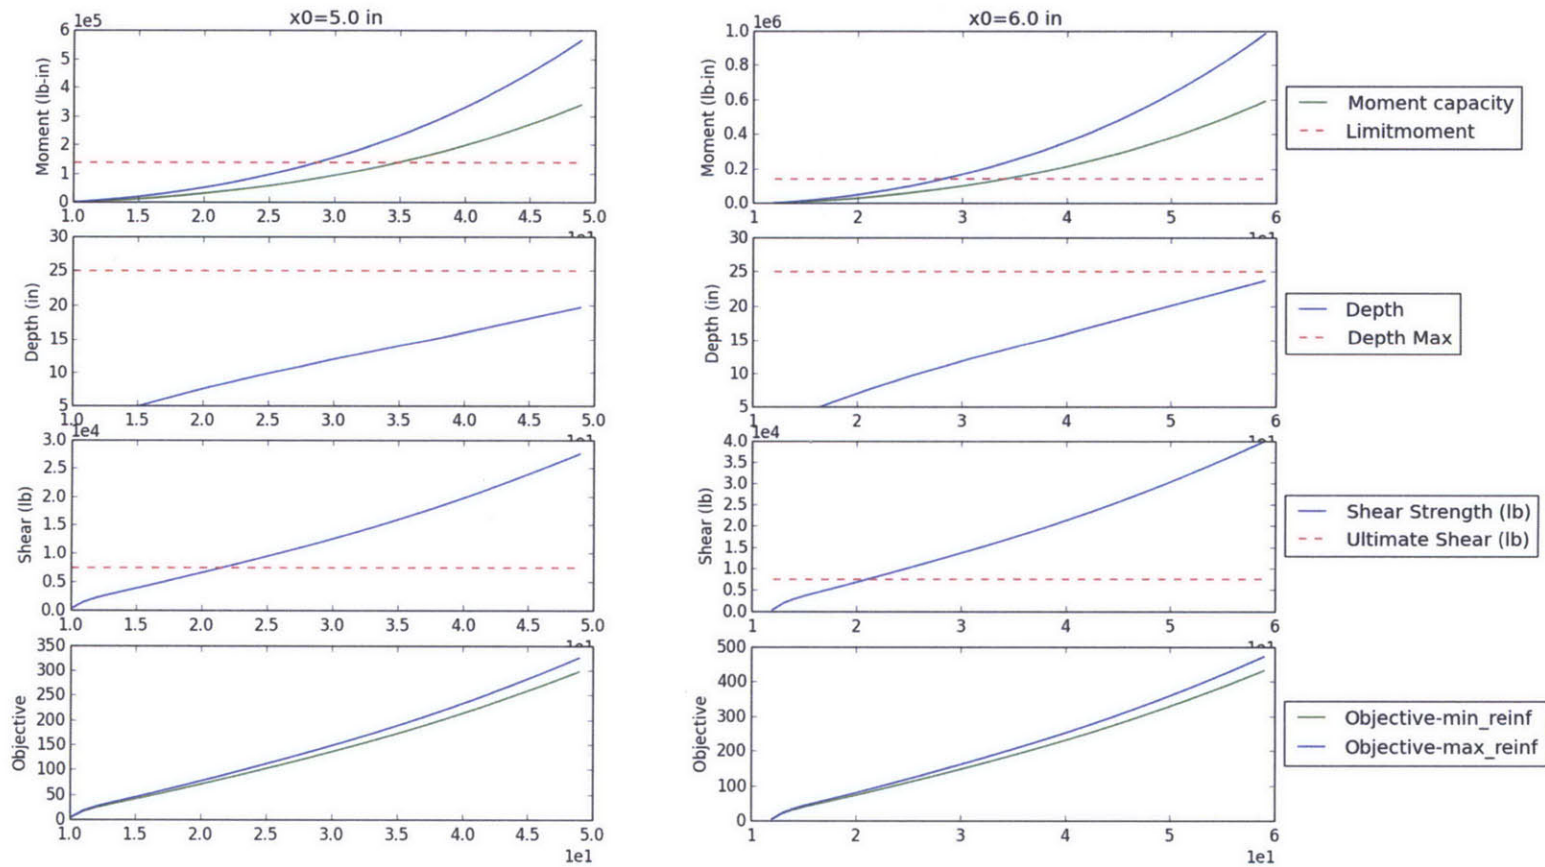 x0=5.0 in
1e5
Moment (lb-in)
6
5
4
3
2
1
0
1.0 1.5 2.0 2.5 3.0 3.5 4.0 4.5 5.0
1e1
x0=6.0 in
1e6
Moment (lb-in)
1.0
0.8
0.6
0.4
0.2
0.0
1 2 3 4 5 6
1e1
Moment capacity
Limitmoment
Depth (in)
30
25
20
15
10
5
1.0 1.5 2.0 2.5 3.0 3.5 4.0 4.5 5.0
1e1
Depth (in)
30
25
20
15
10
5
1 2 3 4 5 6
1e1
Depth
Depth Max
1e4
Shear (lb)
3.0
2.5
2.0
1.5
1.0
0.5
0.0
1.0 1.5 2.0 2.5 3.0 3.5 4.0 4.5 5.0
1e1
1e4
Shear (lb)
4.0
3.5
3.0
2.5
2.0
1.5
1.0
0.5
0.0
1 2 3 4 5 6
1e1
Shear Strength (lb)
Ultimate Shear (lb)
Objective
350
300
250
200
150
100
50
0
1.0 1.5 2.0 2.5 3.0 3.5 4.0 4.5 5.0
1e1
Objective
500
400
300
200
100
0
1 2 3 4 5 6
1e1
Objective-min_reinf
Objective-max_reinf